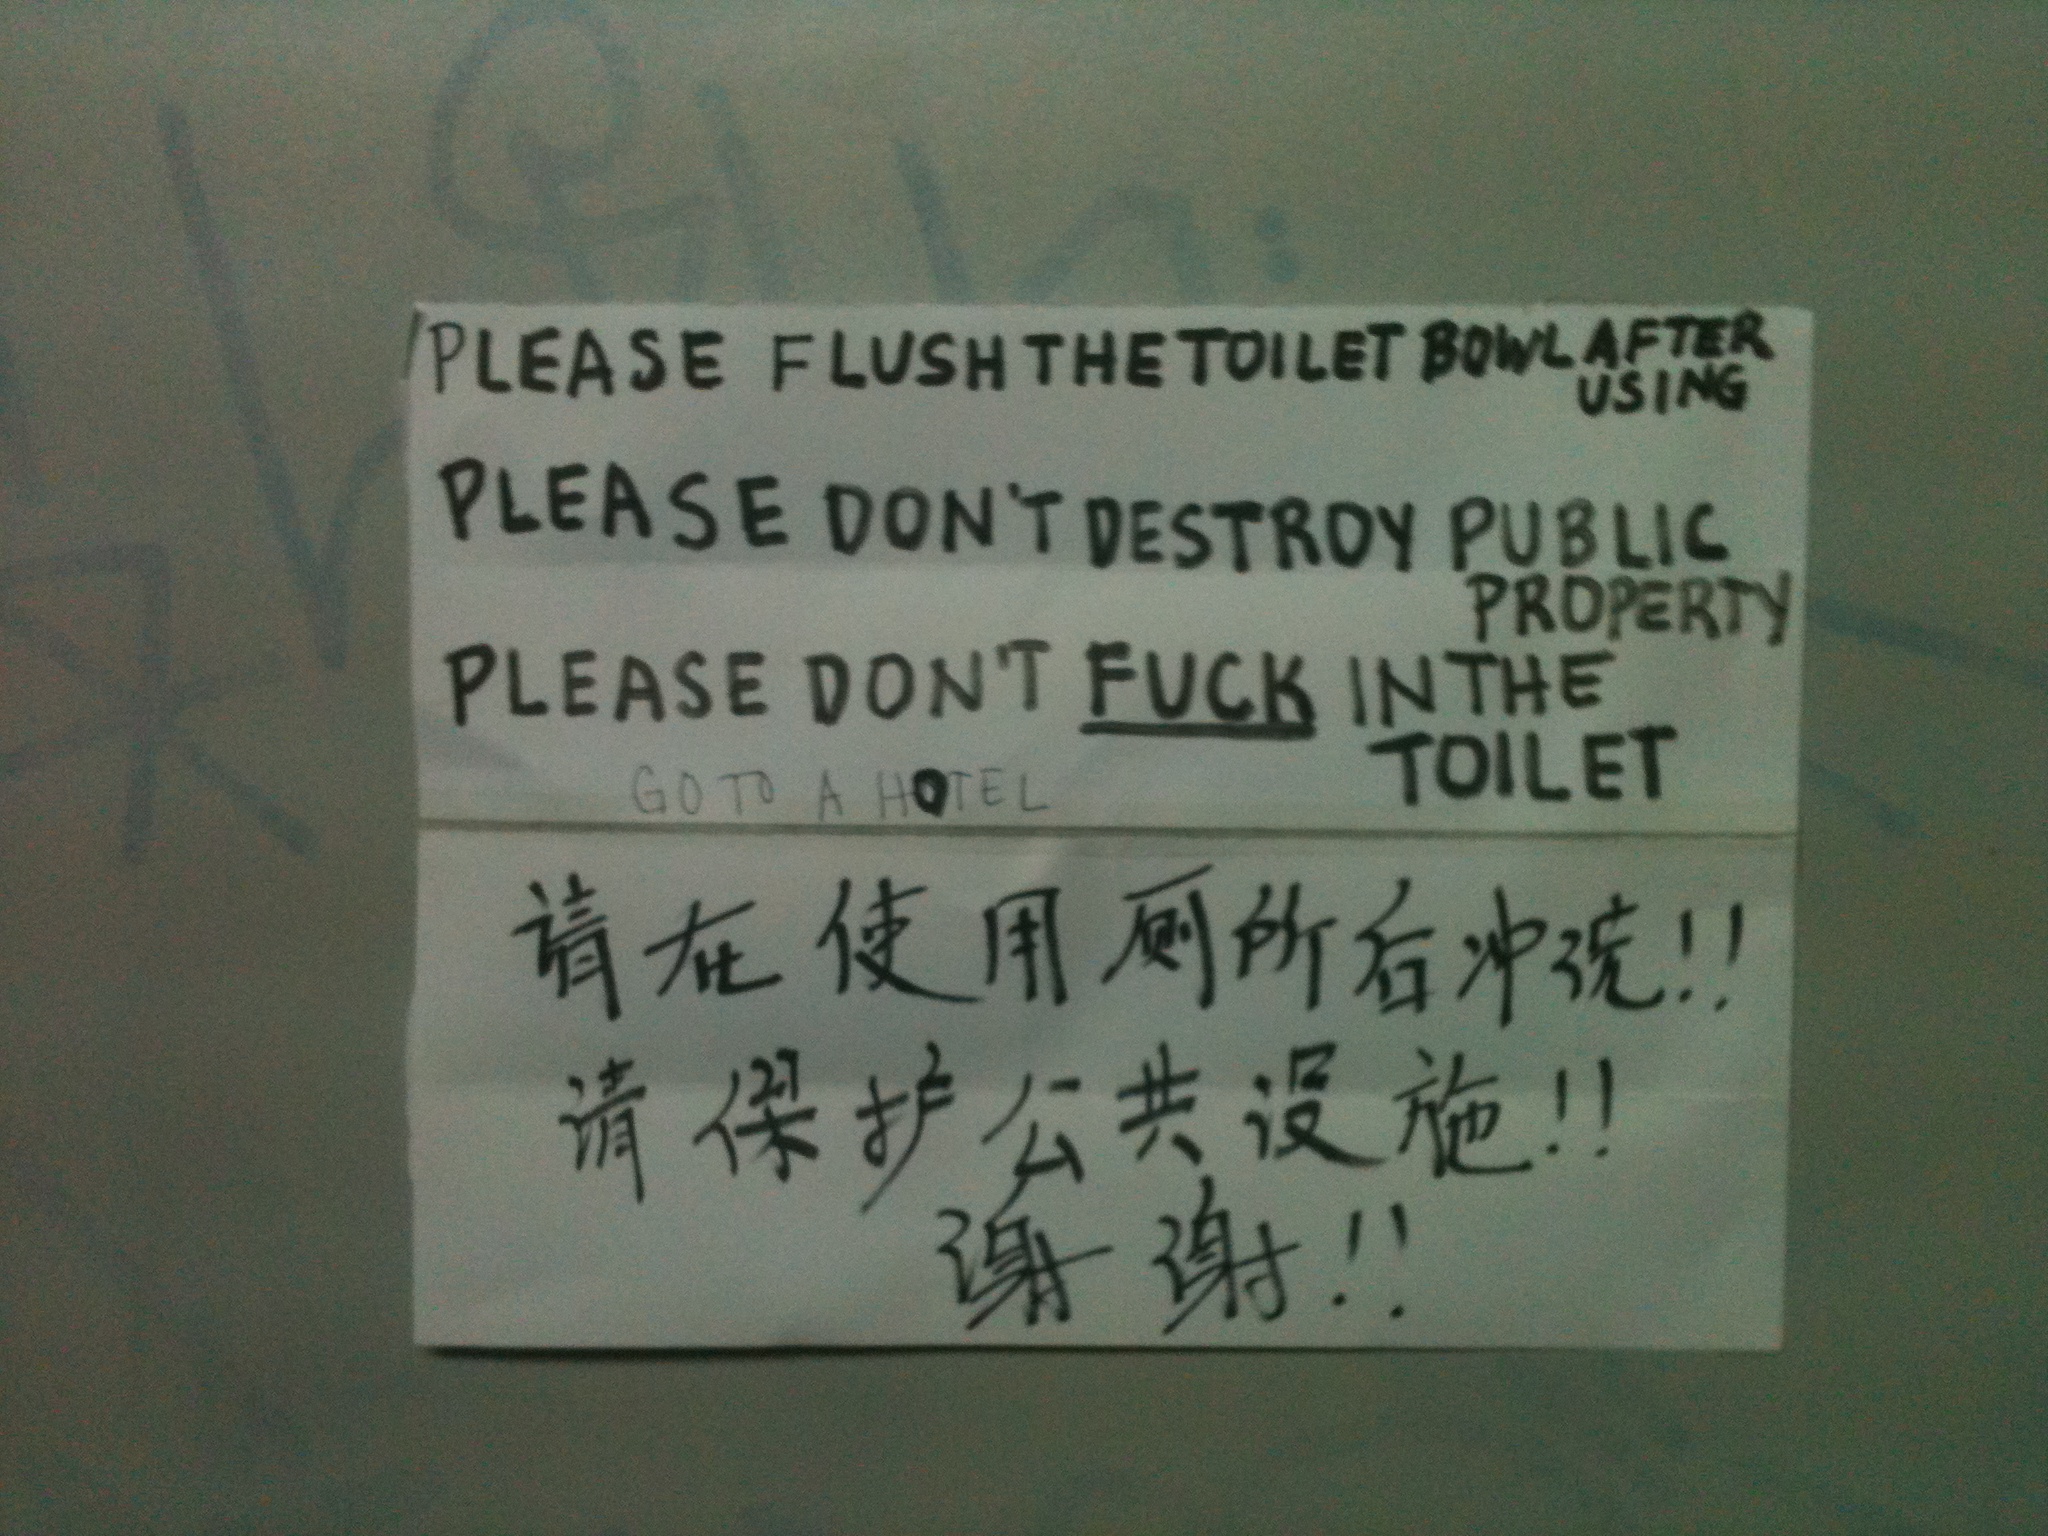 PLEASE FLUSH THE TOILET BOWL AFTER
USING
PLEASE DON'T DESTROY PUBLIC
PROPERTY
PLEASE DON'T FUCK IN THE
TOILET
GO TO A HOTEL
请在使用厕所后冲洗!!
请保护公共设施!!
谢谢!!